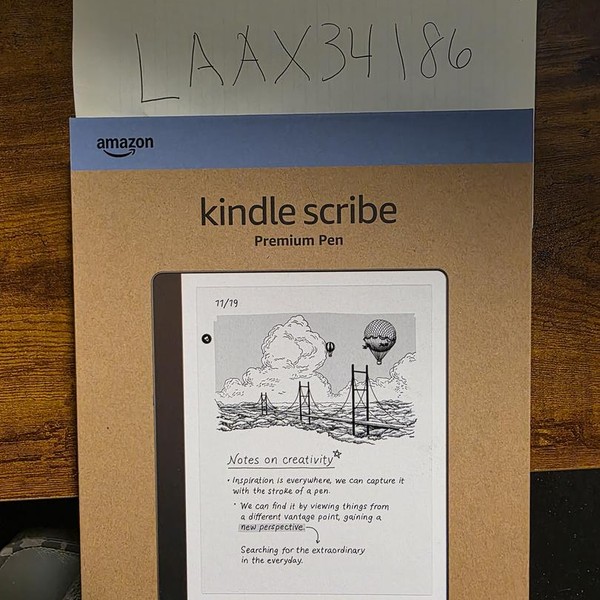 LAAX34186
amazon
kindle scribe
Premium Pen
11/19
Notes on creativity
• Inspiration is everywhere, we can capture it
with the stroke of a pen.
* We can find it by viewing things from
a different vantage point, gaining a
new perspective.
Searching for the extraordinary
in the everyday.